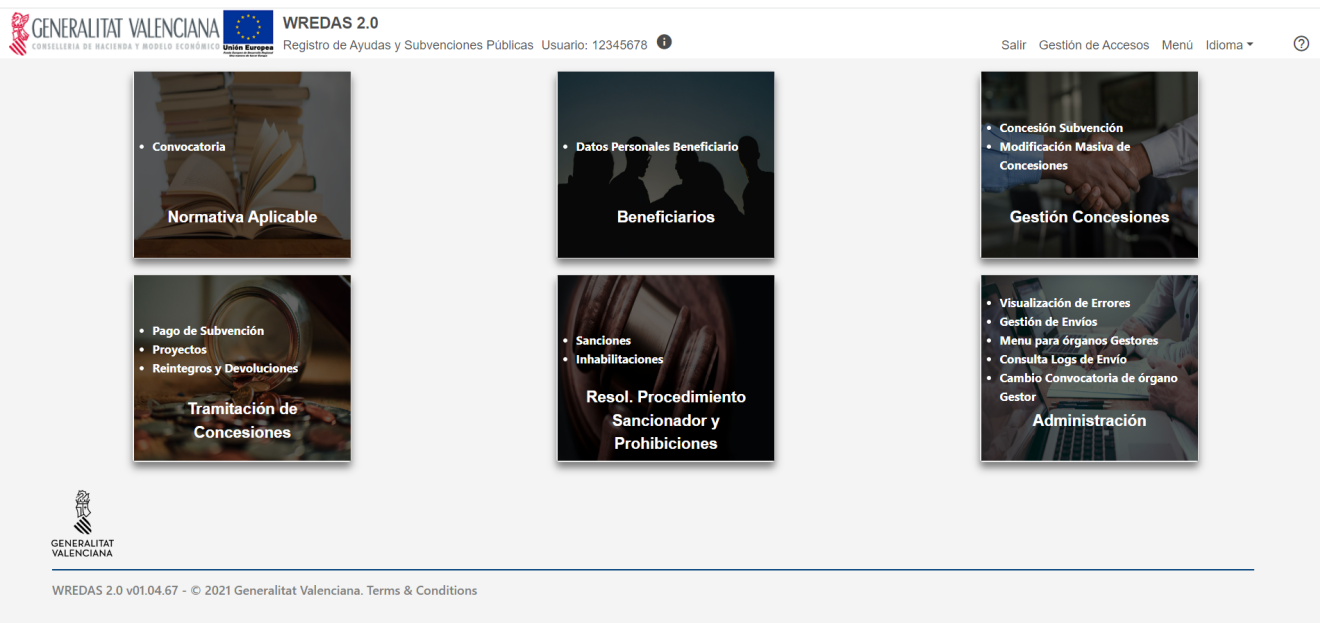 GENERALITAT VALENCIANA
CONSELLERIA DE HACIENDA Y MODELO ECONÓMICO
Unión Europea
WREDAS 2.0
Registro de Ayudas y Subvenciones Públicas Usuario: 12345678
Salir Gestión de Accesos Menú Idioma
Convocatoria
Normativa Aplicable
Datos Personales Beneficiario
Beneficiarios
Concesión Subvención
Modificación Masiva de
Concesiones
Gestión Concesiones
Pago de Subvención
Proyectos
Reintegros y Devoluciones
Tramitación de
Concesiones
Sanciones
Inhabilitaciones
Resol. Procedimiento
Sancionador y
Prohibiciones
Visualización de Errores
Gestión de Envíos
Menu para órganos Gestores
Consulta Logs de Envío
Cambio Convocatoria de órgano
Gestor
Administración
GENERALITAT
VALENCIANA
WREDAS 2.0 v01.04.67 - © 2021 Generalitat Valenciana. Terms & Conditions